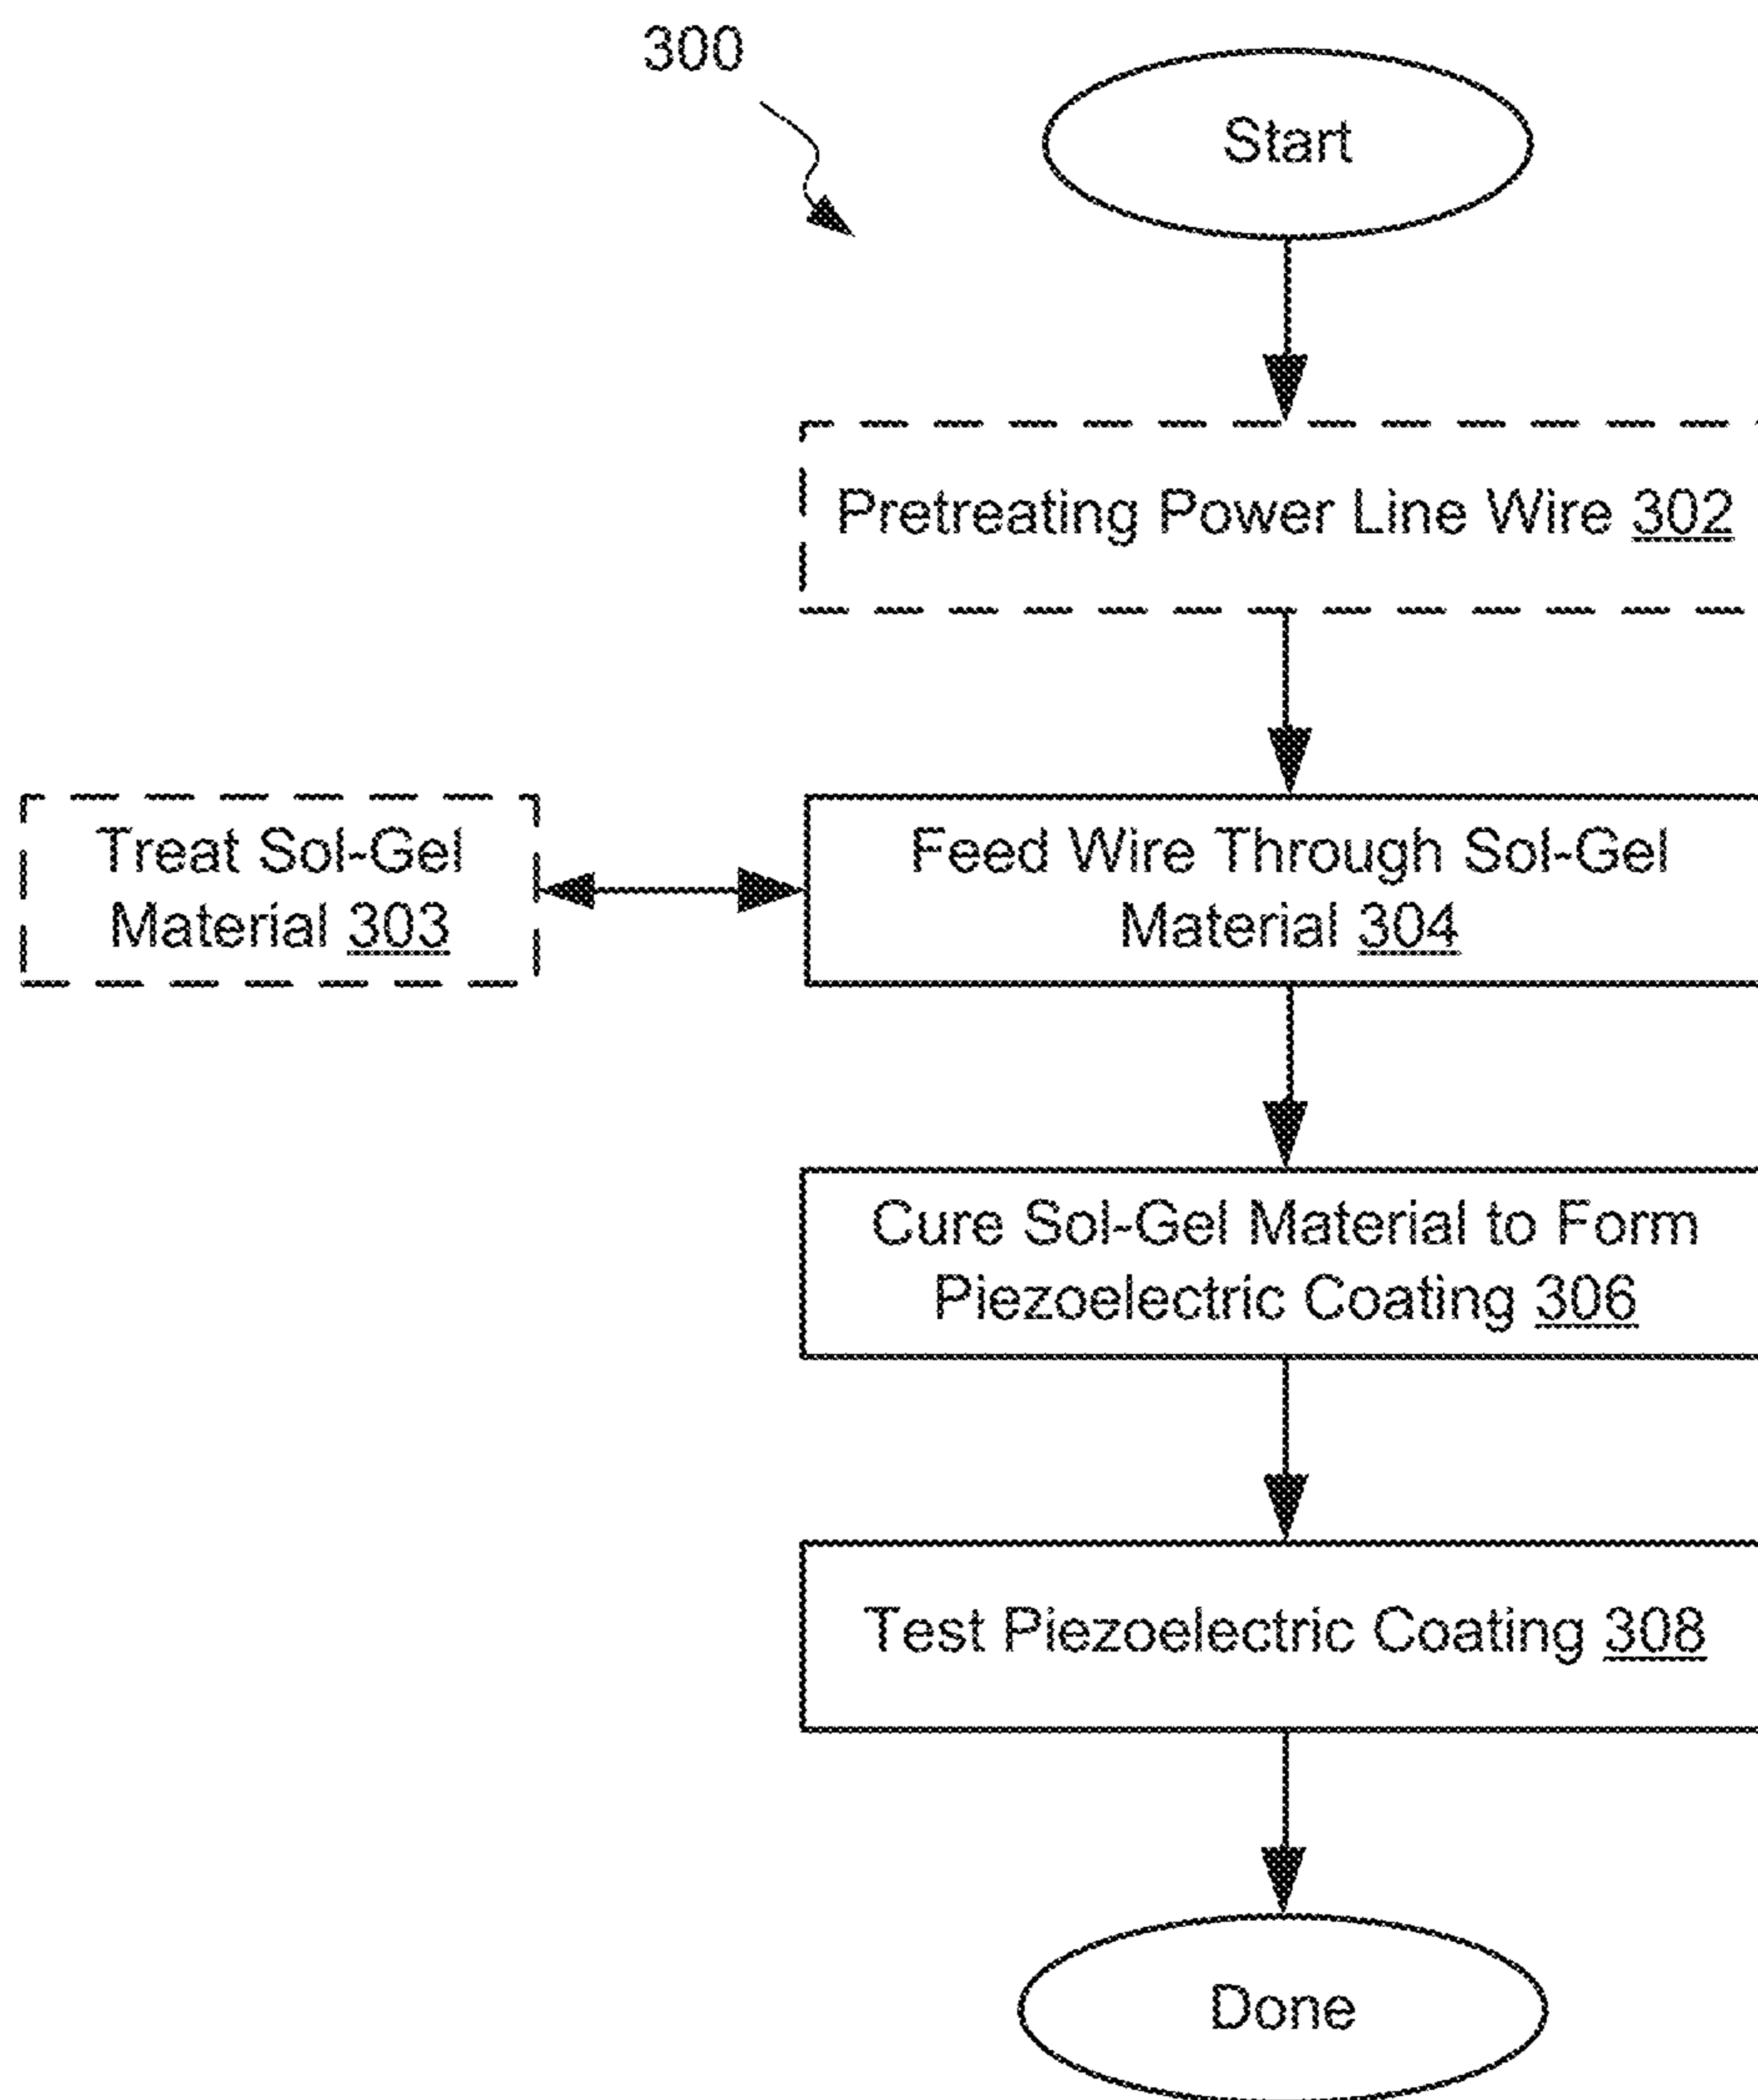 300
Start
Pretreating Power Line Wire 302
Treat Sol-Gel
Material 303
Feed Wire Through Sol-Gel
Material 304
Cure Sol-Gel Material to Form
Piezoelectric Coating 306
Test Piezoelectric Coating 308
Done